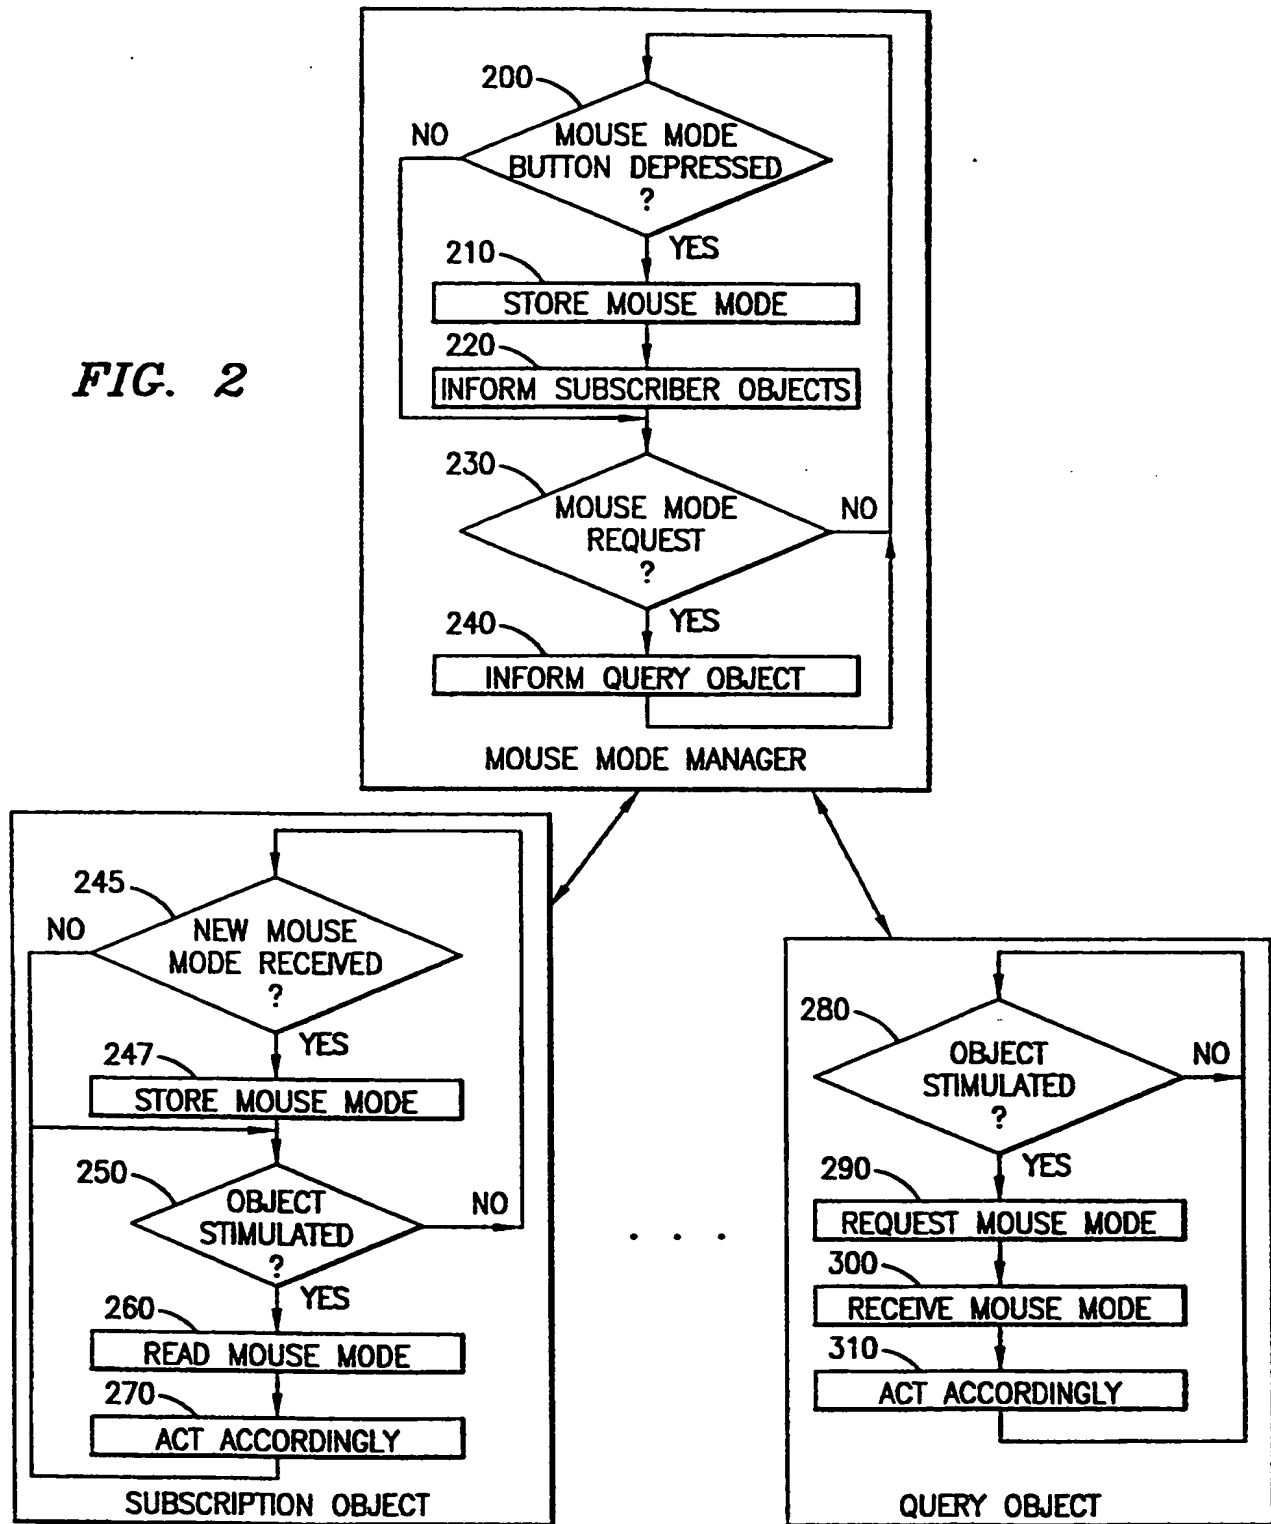 FIG. 2
200
NO
MOUSE MODE
BUTTON DEPRESSED
?
YES
210
STORE MOUSE MODE
220
INFORM SUBSCRIBER OBJECTS
230
MOUSE MODE
REQUEST
?
NO
YES
240
INFORM QUERY OBJECT
MOUSE MODE MANAGER
245
NO
NEW MOUSE
MODE RECEIVED
?
YES
247
STORE MOUSE MODE
250
OBJECT
STIMULATED
?
NO
YES
260
READ MOUSE MODE
270
ACT ACCORDINGLY
SUBSCRIPTION OBJECT
. . .
280
OBJECT
STIMULATED
?
NO
YES
290
REQUEST MOUSE MODE
300
RECEIVE MOUSE MODE
310
ACT ACCORDINGLY
QUERY OBJECT